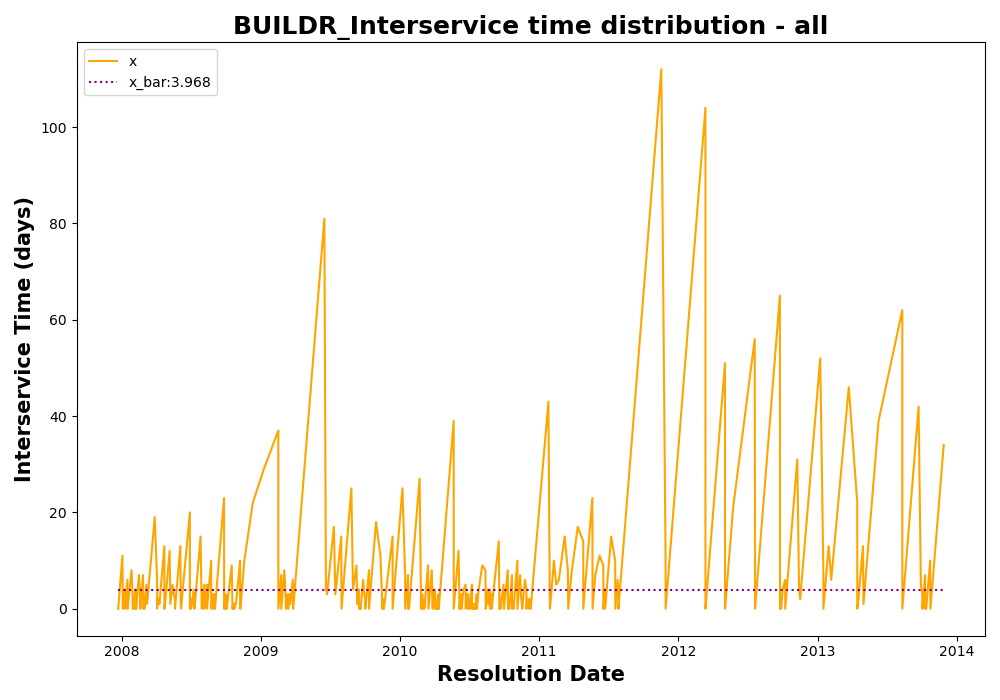 BUILDR_Interservice time distribution - all
x
x_bar:3.968
Interservice Time (days)
100
80
60
40
20
0
2008 2009 2010 2011 2012 2013 2014
Resolution Date